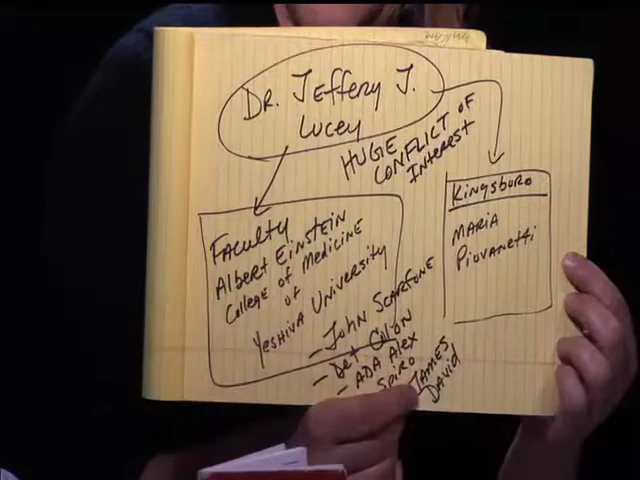 Dr. Jeffery J.
Lucey
HUGE
CONFLICT OF
Interest
Kingsboro
MARIA
Piovanetti
Faculty
Albert Einstein
College of Medicine
of
Yeshiva University
- John Scarfone
- Det Colon
- ADA Alex
Spiro
JAMES
David